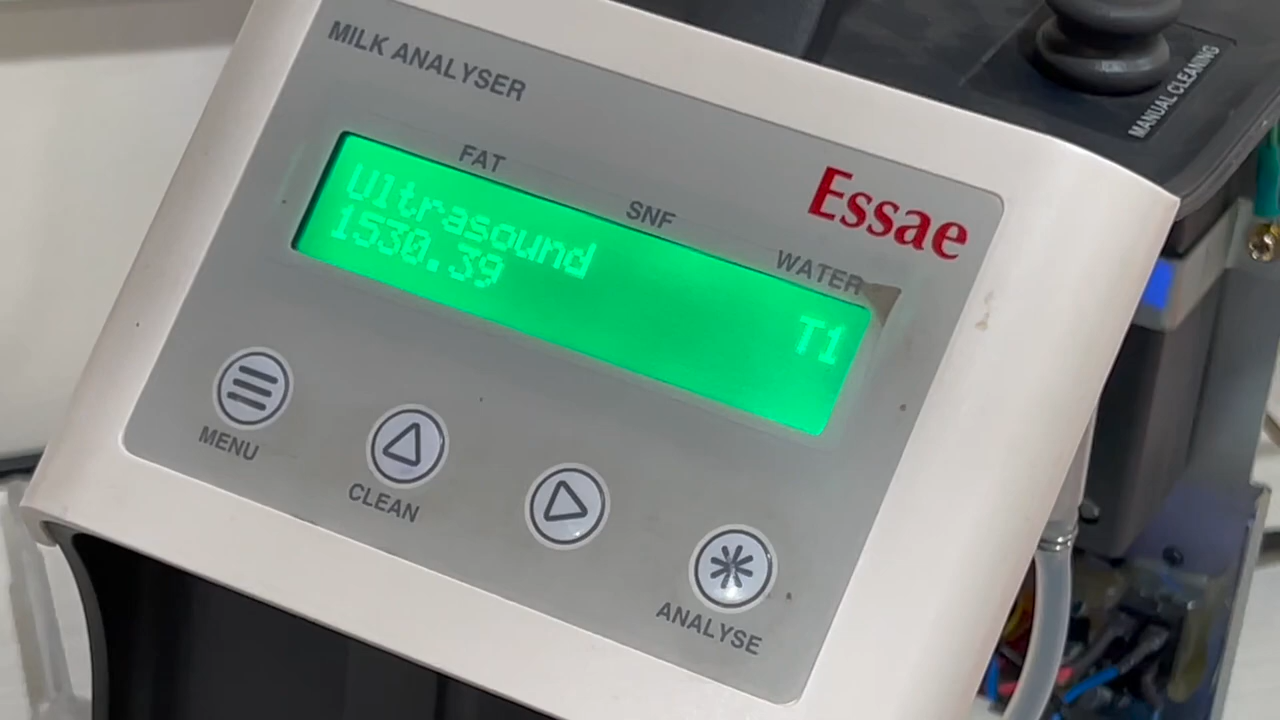 MILK ANALYSER
MANUAL CLEANING
FAT
SNF
WATER
Essae
Ultrasound
1530.39
T1
MENU
CLEAN
ANALYSE